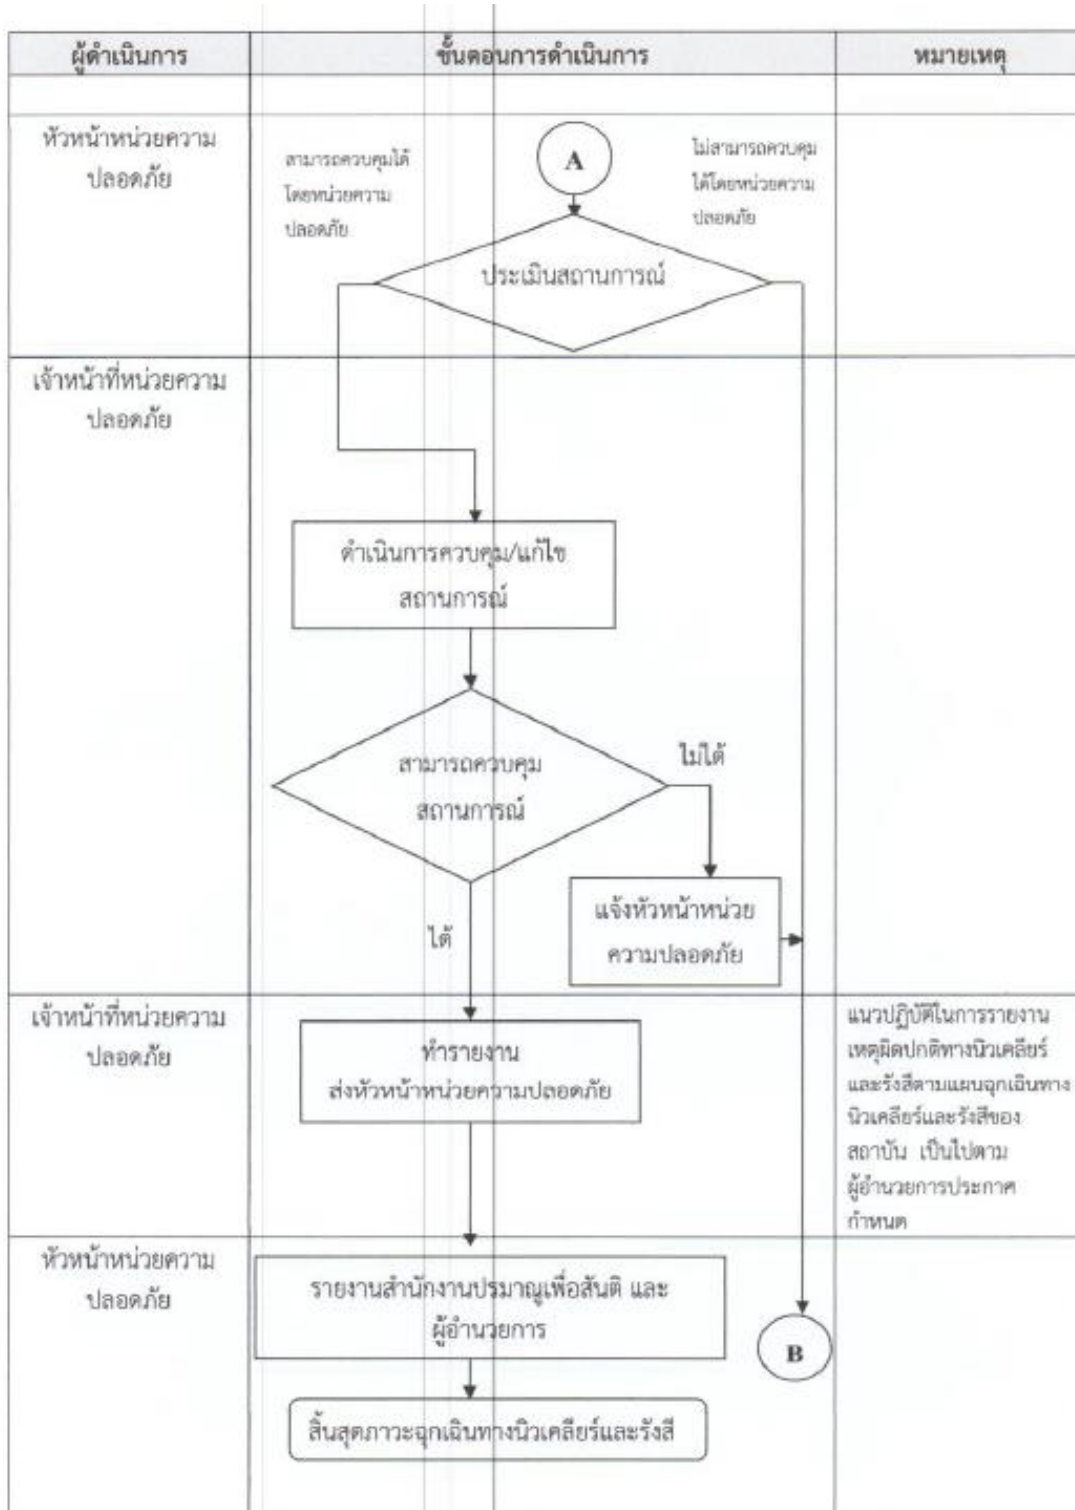 ผู้ดำเนินการ
ขั้นตอนการดำเนินการ
หมายเหตุ
หัวหน้าหน่วยความ
ปลอดภัย
สามารถควบคุมได้
โดยหน่วยความ
ปลอดภัย
A
ไม่สามารถควบคุม
ได้โดยหน่วยความ
ปลอดภัย
ประเมินสถานการณ์
เจ้าหน้าที่หน่วยความ
ปลอดภัย
ดำเนินการควบคุม/แก้ไข
สถานการณ์
สามารถควบคุม
สถานการณ์
ไม่ได้
แจ้งหัวหน้าหน่วย
ความปลอดภัย
ได้
เจ้าหน้าที่หน่วยความ
ปลอดภัย
ทำรายงาน
ส่งหัวหน้าหน่วยความปลอดภัย
แนวปฏิบัติในการรายงาน
เหตุผิดปกติทางนิวเคลียร์
และรังสีตามแผนฉุกเฉินทาง
นิวเคลียร์และรังสีของ
สถาบัน เป็นไปตาม
ผู้อำนวยการประกาศ
กำหนด
หัวหน้าหน่วยความ
ปลอดภัย
รายงานสำนักงานปรมาณูเพื่อสันติ และ
ผู้อำนวยการ
B
สิ้นสุดภาวะฉุกเฉินทางนิวเคลียร์และรังสี